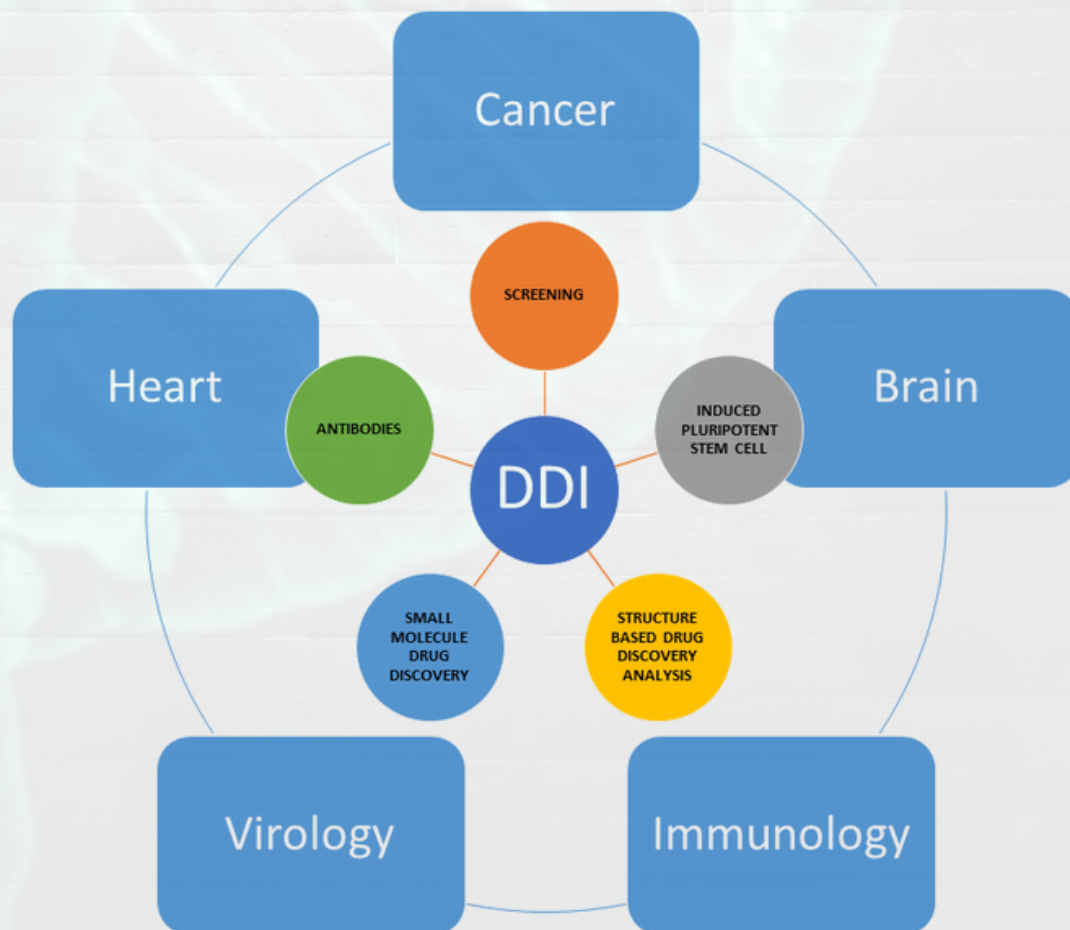 Cancer
SCREENING
Heart
ANTIBODIES
INDUCED
PLURIPOTENT
STEM CELL
Brain
DDI
SMALL
MOLECULE
DRUG
DISCOVERY
STRUCTURE
BASED DRUG
DISCOVERY
ANALYSIS
Virology
Immunology